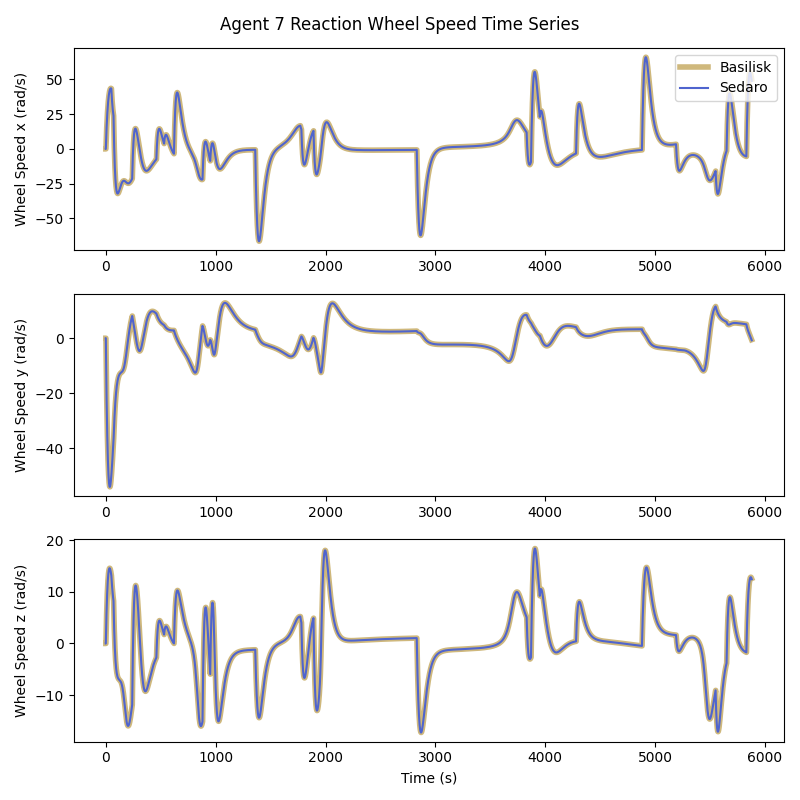 Agent 7 Reaction Wheel Speed Time Series
Wheel Speed x (rad/s)
50
25
0
−25
−50
Basilisk
Sedaro
0 1000 2000 3000 4000 5000 6000
Wheel Speed y (rad/s)
0
−20
−40
0 1000 2000 3000 4000 5000 6000
Wheel Speed z (rad/s)
20
10
0
−10
0 1000 2000 3000 4000 5000 6000
Time (s)